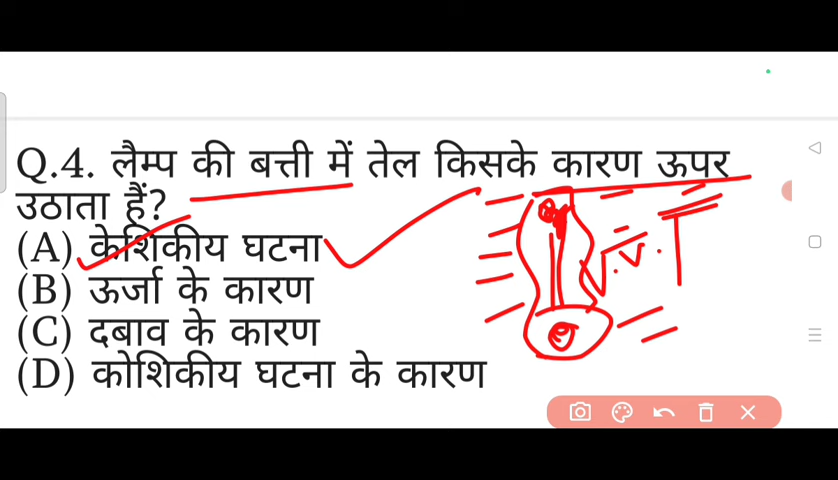 Q.4. लैम्प की बत्ती में तेल किसके कारण ऊपर
उठाता हैं?
(A) केशिकीय घटना
(B) ऊर्जा के कारण
(C) दबाव के कारण
(D) कोशिकीय घटना के कारण
V.V.I